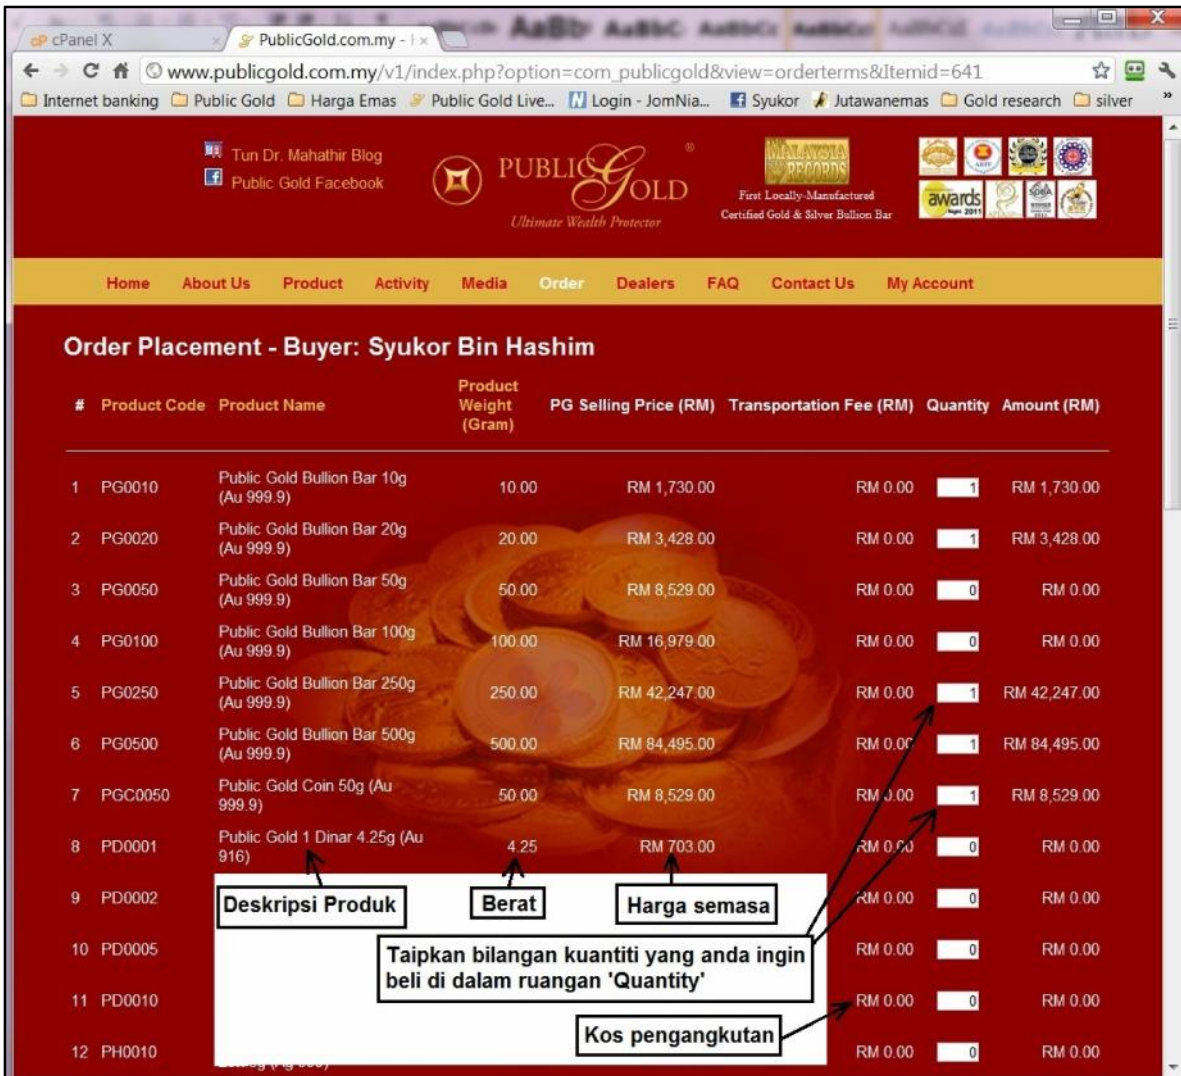 cPanel X
PublicGold.com.my - H
www.publicgold.com.my/v1/index.php?option=com_publicgold&view=orderterms&Itemid=641
Internet banking Public Gold Harga Emas Public Gold Live... Login - JomNia... Syukor Jutawanemas Gold research silver »
Tun Dr. Mahathir Blog
Public Gold Facebook
PUBLIC GOLD ®
Ultimate Wealth Protector
MALAYSIA
RECORDS
First Locally-Manufactured
Certified Gold & Silver Bullion Bar
awards
2011
Home About Us Product Activity Media Order Dealers FAQ Contact Us My Account
Order Placement - Buyer: Syukor Bin Hashim
# Product Code Product Name Product Weight (Gram) PG Selling Price (RM) Transportation Fee (RM) Quantity Amount (RM)
1 PG0010 Public Gold Bullion Bar 10g (Au 999.9) 10.00 RM 1,730.00 RM 0.00 1 RM 1,730.00
2 PG0020 Public Gold Bullion Bar 20g (Au 999.9) 20.00 RM 3,428.00 RM 0.00 1 RM 3,428.00
3 PG0050 Public Gold Bullion Bar 50g (Au 999.9) 50.00 RM 8,529.00 RM 0.00 0 RM 0.00
4 PG0100 Public Gold Bullion Bar 100g (Au 999.9) 100.00 RM 16,979.00 RM 0.00 0 RM 0.00
5 PG0250 Public Gold Bullion Bar 250g (Au 999.9) 250.00 RM 42,247.00 RM 0.00 1 RM 42,247.00
6 PG0500 Public Gold Bullion Bar 500g (Au 999.9) 500.00 RM 84,495.00 RM 0.00 1 RM 84,495.00
7 PGC0050 Public Gold Coin 50g (Au 999.9) 50.00 RM 8,529.00 RM 0.00 1 RM 8,529.00
8 PD0001 Public Gold 1 Dinar 4.25g (Au 916) 4.25 RM 703.00 RM 0.00 0 RM 0.00
9 PD0002 RM 0.00 0 RM 0.00
Deskripsi Produk
Berat
Harga semasa
10 PD0005 RM 0.00 0 RM 0.00
Taipkan bilangan kuantiti yang anda ingin
beli di dalam ruangan 'Quantity'
11 PD0010 RM 0.00 0 RM 0.00
Kos pengangkutan
12 PH0010 RM 0.00 0 RM 0.00